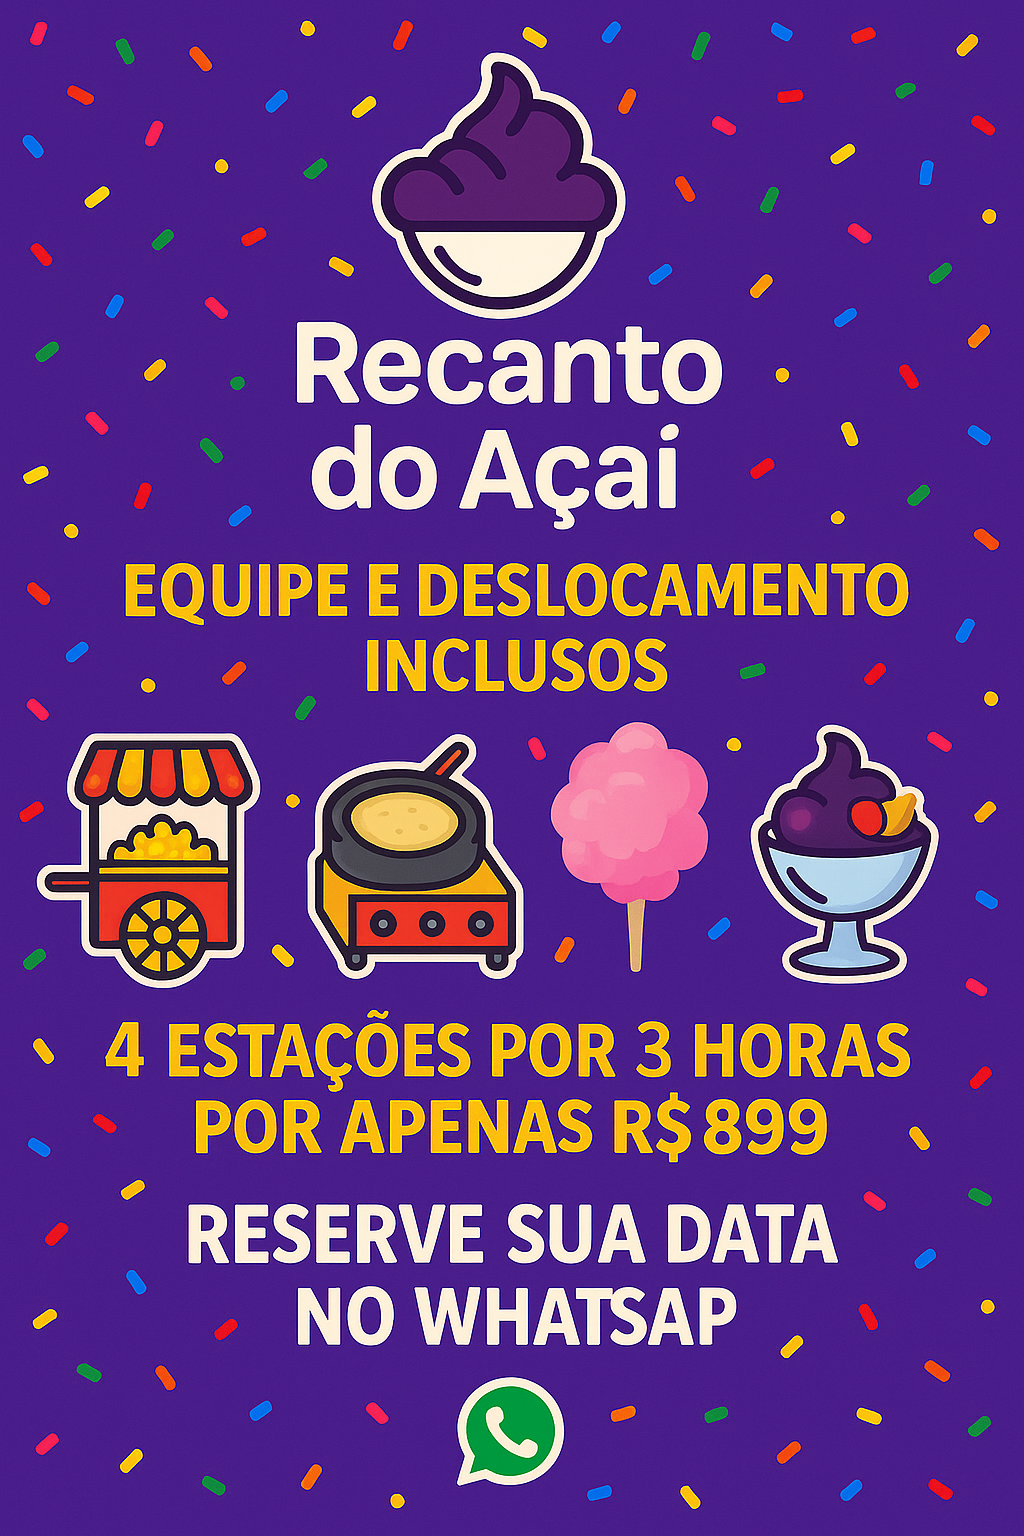 Recanto
do Açai
EQUIPE E DESLOCAMENTO
INCLUSOS
4 ESTAÇÕES POR 3 HORAS
POR APENAS R$899
RESERVE SUA DATA
NO WHATSAP